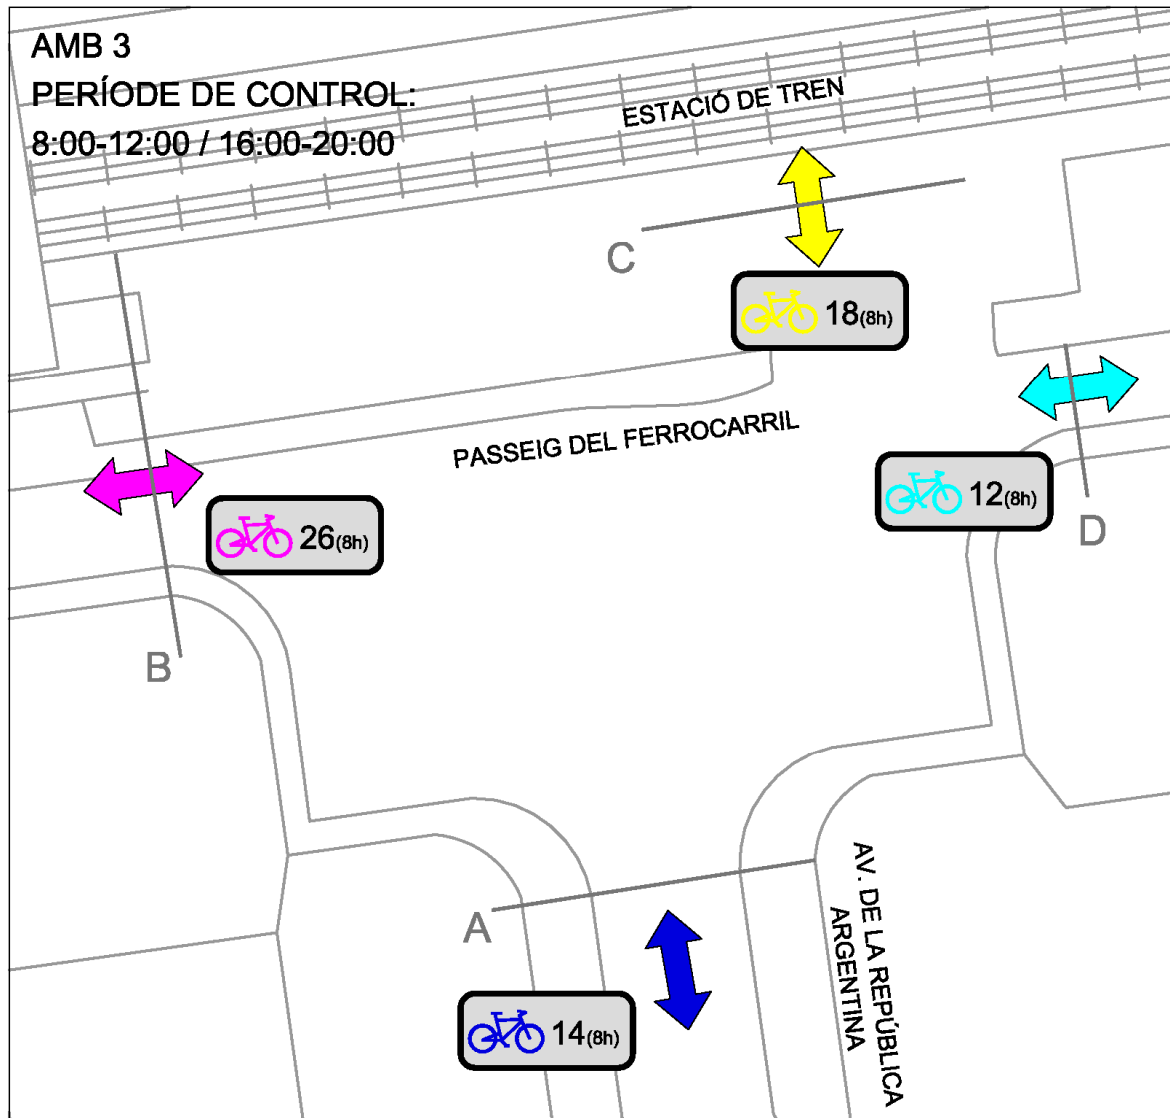 AMB 3
PERÍODE DE CONTROL:
8:00-12:00 / 16:00-20:00
ESTACIÓ DE TREN
C
18(8h)
PASSEIG DEL FERROCARRIL
12(8h)
D
26(8h)
B
A
AV. DE LA REPÚBLICA
ARGENTINA
14(8h)